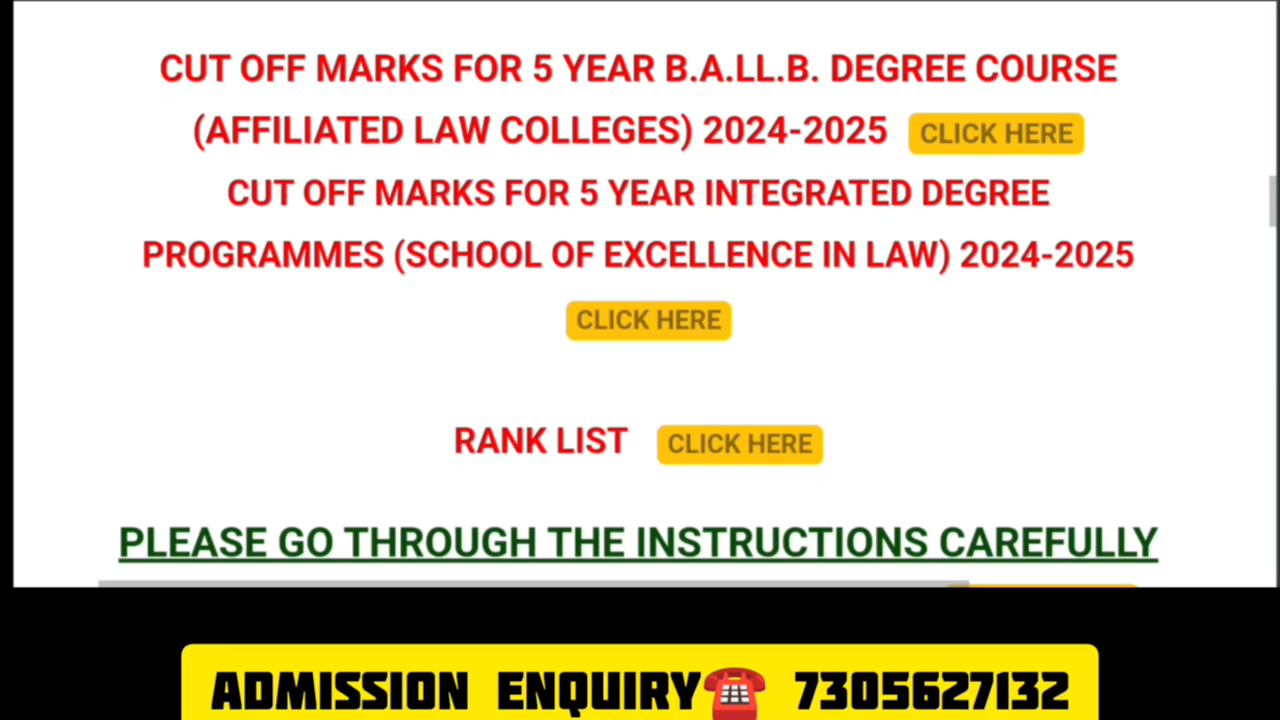 CUT OFF MARKS FOR 5 YEAR B.A.LL.B. DEGREE COURSE
(AFFILIATED LAW COLLEGES) 2024-2025 CLICK HERE
CUT OFF MARKS FOR 5 YEAR INTEGRATED DEGREE
PROGRAMMES (SCHOOL OF EXCELLENCE IN LAW) 2024-2025
CLICK HERE
RANK LIST CLICK HERE
PLEASE GO THROUGH THE INSTRUCTIONS CAREFULLY
ADMISSION ENQUIRY☎️ 7305627132